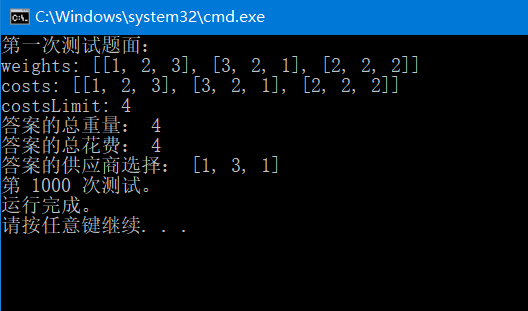 C:\Windows\system32\cmd.exe
第一次测试题面：
weights: [[1, 2, 3], [3, 2, 1], [2, 2, 2]]
costs: [[1, 2, 3], [3, 2, 1], [2, 2, 2]]
costsLimit: 4
答案的总重量： 4
答案的总花费： 4
答案的供应商选择： [1, 3, 1]
第 1000 次测试。
运行完成。
请按任意键继续. . .